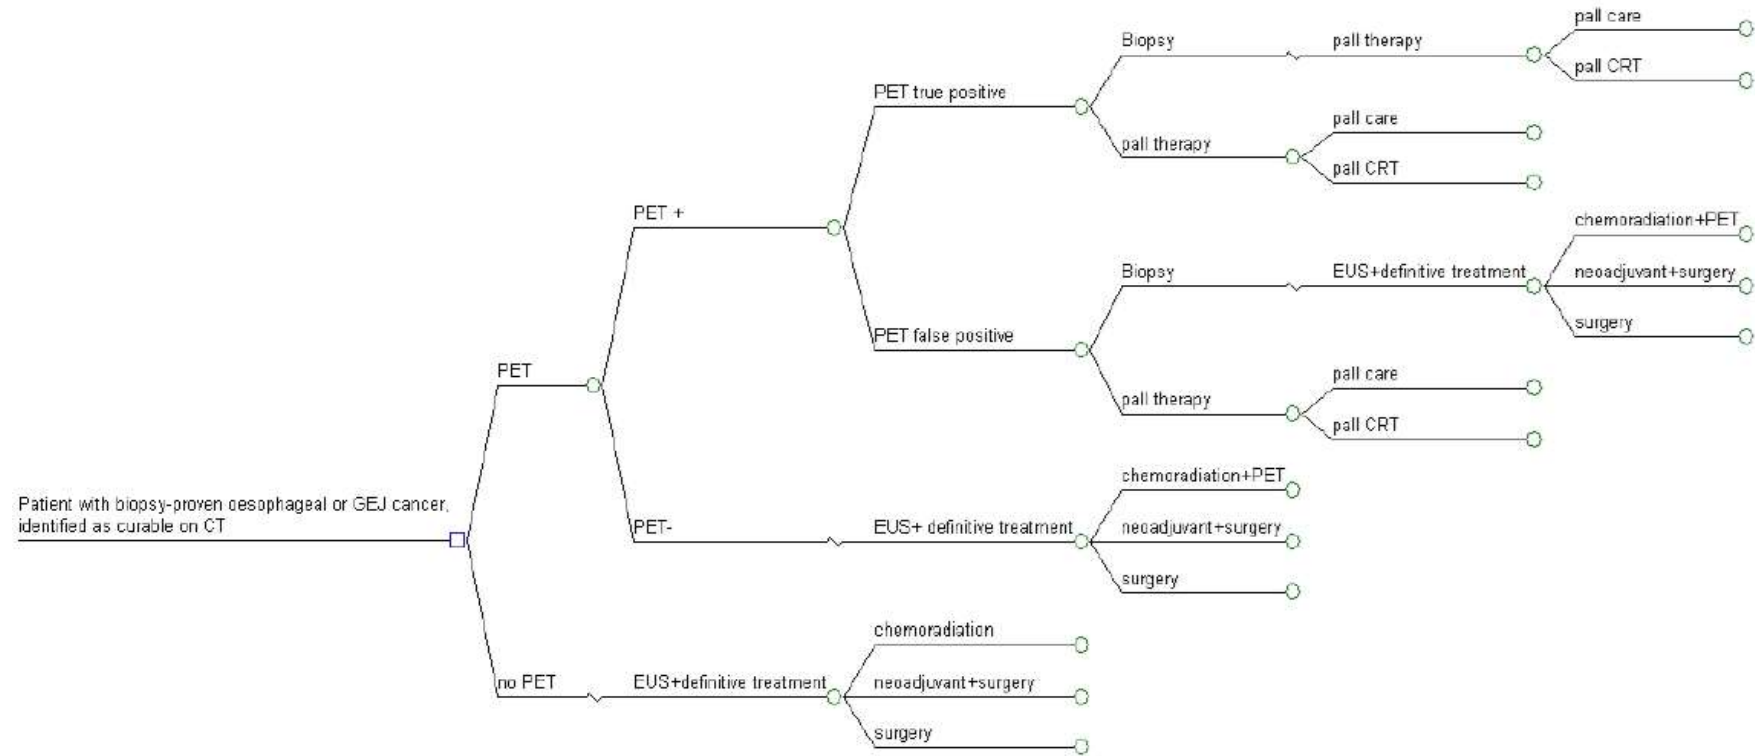 pall care
Biopsy
pall therapy
pall CRT
PET true positive
pall care
pall therapy
pall CRT
PET +
chemoradiation+PET
Biopsy
EUS+definitive treatment
neoadjuvant+surgery
surgery
PET false positive
PET
pall care
pall therapy
pall CRT
chemoradiation+PET
Patient with biopsy-proven oesophageal or GEJ cancer,
identified as curable on CT
PET-
EUS+ definitive treatment
neoadjuvant+surgery
surgery
chemoradiation
no PET
EUS+definitive treatment
neoadjuvant+surgery
surgery